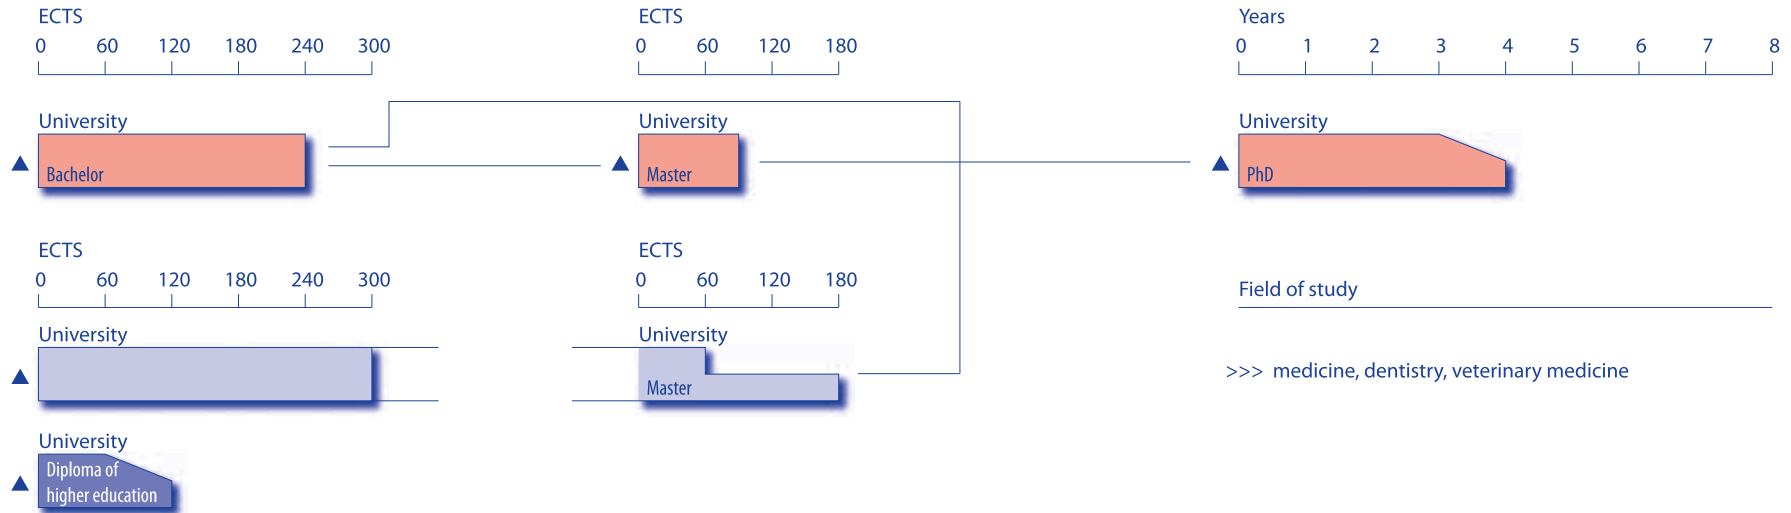 ECTS
0 60 120 180 240 300
ECTS
0 60 120 180
Years
0 1 2 3 4 5 6 7 8
University
Bachelor
University
Master
University
PhD
ECTS
0 60 120 180 240 300
ECTS
0 60 120 180
Field of study
University
University
Master
>>> medicine, dentistry, veterinary medicine
University
Diploma of
higher education